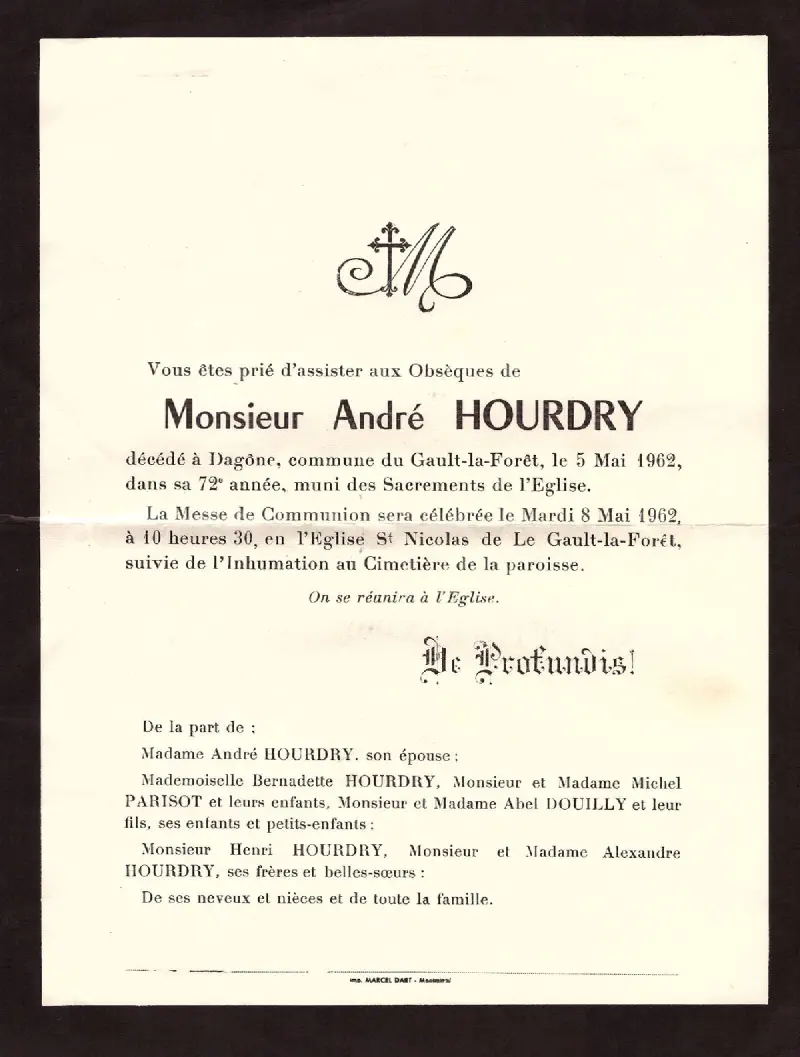 M
Vous êtes prié d'assister aux Obsèques de
Monsieur André HOURDRY
décédé à Dagône, commune du Gault-la-Forêt, le 5 Mai 1962,
dans sa 72e année, muni des Sacrements de l'Eglise.
La Messe de Communion sera célébrée le Mardi 8 Mai 1962,
à 10 heures 30, en l'Eglise St Nicolas de Le Gault-la-Forêt,
suivie de l'Inhumation au Cimetière de la paroisse.
On se réunira à l'Eglise.
De Profundis!
De la part de :
Madame André HOURDRY. son épouse ;
Mademoiselle Bernadette HOURDRY, Monsieur et Madame Michel
PARISOT et leurs enfants, Monsieur et Madame Abel DOUILLY et leur
fils, ses enfants et petits-enfants ;
Monsieur Henri HOURDRY, Monsieur et Madame Alexandre
HOURDRY, ses frères et belles-sœurs :
De ses neveux et nièces et de toute la famille.
Imp. MARCEL DART - Montmirail